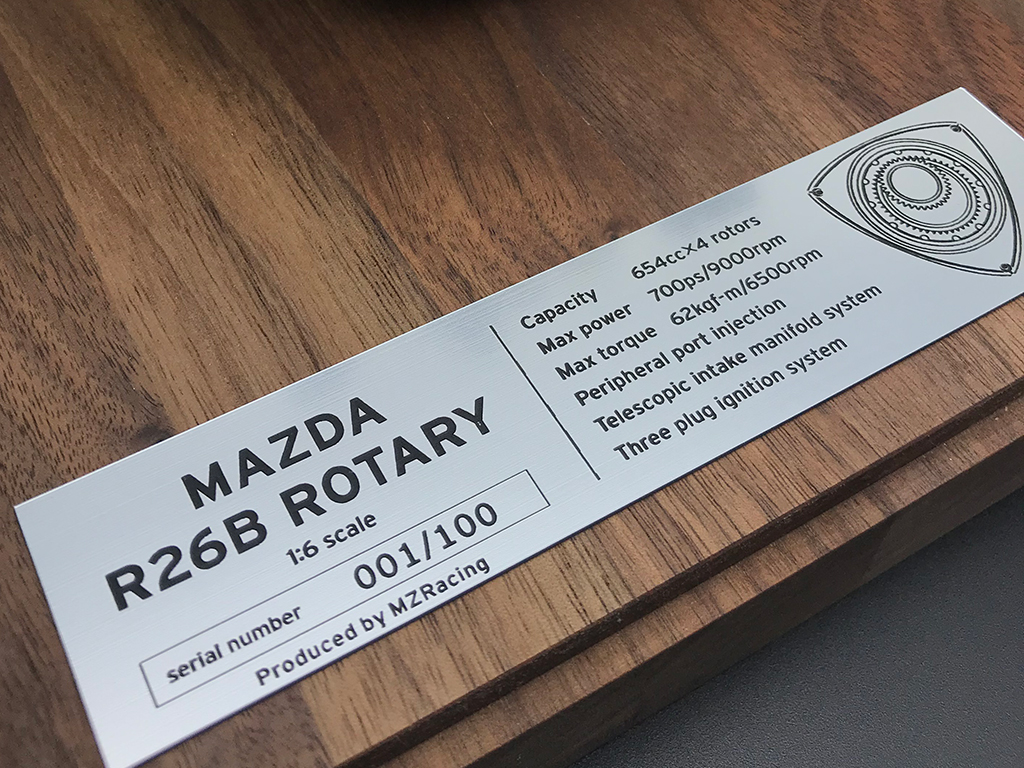 MAZDA
R26B ROTARY
1:6 scale
serial number 001/100
Produced by MZRacing
Capacity 654cc×4 rotors
Max power 700ps/9000rpm
Max torque 62kgf-m/6500rpm
Peripheral port injection
Telescopic intake manifold system
Three plug ignition system